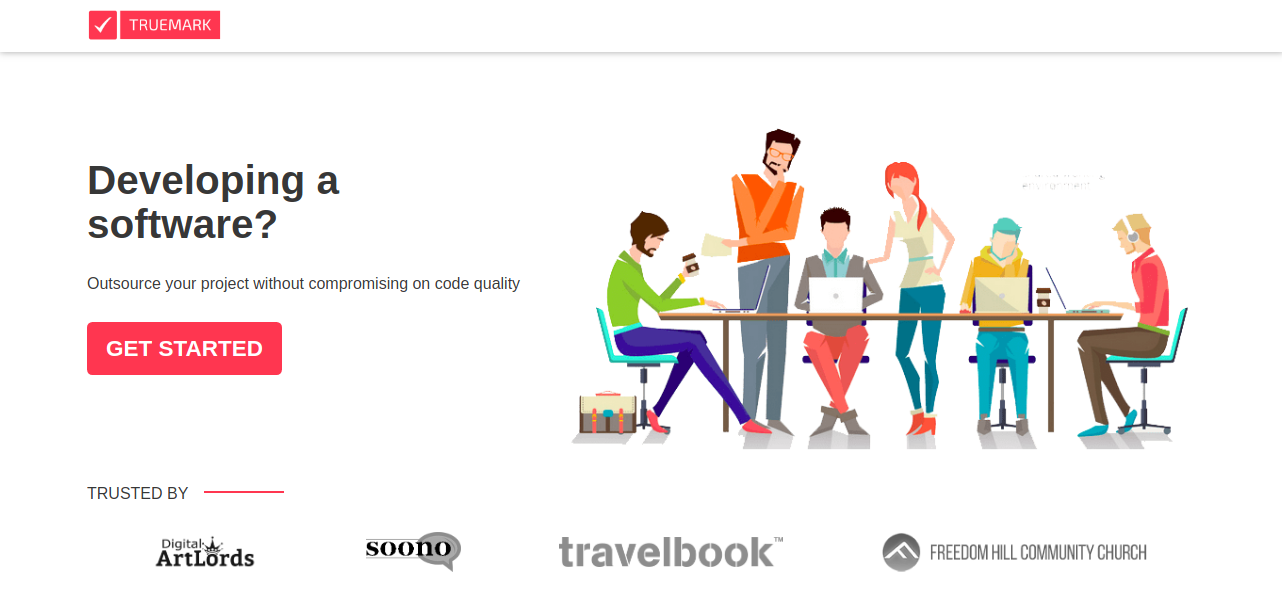 TRUEMARK
Developing a
software?
Outsource your project without compromising on code quality
GET STARTED
TRUSTED BY
Digital
ArtLords
soono
travelbook™
FREEDOM HILL COMMUNITY CHURCH